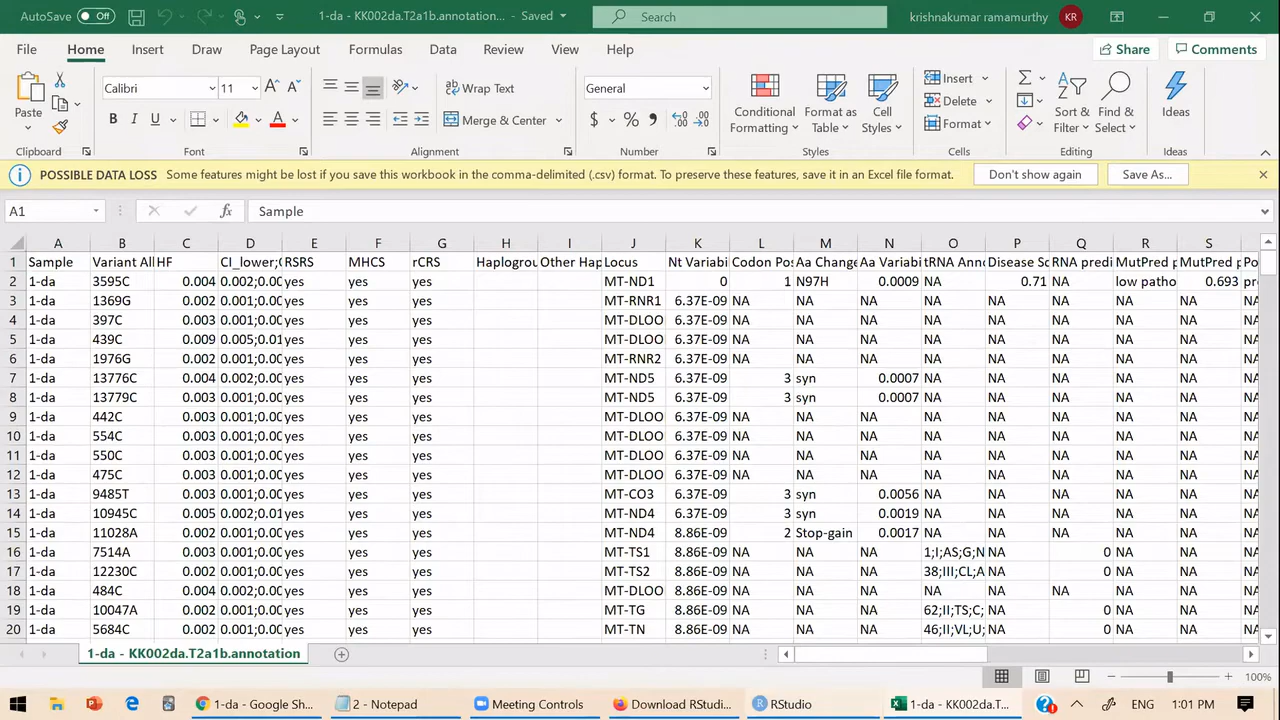 AutoSave Off 1-da - KK002da.T2a1b.annotation... - Saved Search krishnakumar ramamurthy KR
File Home Insert Draw Page Layout Formulas Data Review View Help Share Comments
Calibri 11 Wrap Text General Insert
Paste Merge & Center Conditional Formatting Format as Table Cell Styles Delete Format Sort & Filter Find & Select Ideas
Clipboard Font Alignment Number Styles Cells Editing Ideas
POSSIBLE DATA LOSS Some features might be lost if you save this workbook in the comma-delimited (.csv) format. To preserve these features, save it in an Excel file format. Don't show again Save As...
A1 fx Sample
A B C D E F G H I J K L M N O P Q R S T
1 Sample Variant All HF CI_lower;C RSRS MHCS rCRS Haplogrou Other Hap Locus Nt Variabi Codon Pos Aa Change Aa Variabi tRNA Anno Disease Sc RNA predi MutPred p MutPred p Po
2 1-da 3595C 0.004 0.002;0.00 yes yes yes MT-ND1 0 1 N97H 0.0009 NA 0.71 NA low patho 0.693 pr
3 1-da 1369G 0.002 0.001;0.00 yes yes yes MT-RNR1 6.37E-09 NA NA NA NA NA NA NA NA NA
4 1-da 397C 0.003 0.001;0.00 yes yes yes MT-DLOO 6.37E-09 NA NA NA NA NA NA NA NA NA
5 1-da 439C 0.009 0.005;0.01 yes yes yes MT-DLOO 6.37E-09 NA NA NA NA NA NA NA NA NA
6 1-da 1976G 0.002 0.001;0.00 yes yes yes MT-RNR2 6.37E-09 NA NA NA NA NA NA NA NA NA
7 1-da 13776C 0.004 0.002;0.00 yes yes yes MT-ND5 6.37E-09 3 syn 0.0007 NA NA NA NA NA NA
8 1-da 13779C 0.003 0.001;0.00 yes yes yes MT-ND5 6.37E-09 3 syn 0.0007 NA NA NA NA NA NA
9 1-da 442C 0.003 0.001;0.00 yes yes yes MT-DLOO 6.37E-09 NA NA NA NA NA NA NA NA NA
10 1-da 554C 0.003 0.001;0.00 yes yes yes MT-DLOO 6.37E-09 NA NA NA NA NA NA NA NA NA
11 1-da 550C 0.003 0.001;0.00 yes yes yes MT-DLOO 6.37E-09 NA NA NA NA NA NA NA NA NA
12 1-da 475C 0.003 0.001;0.00 yes yes yes MT-DLOO 6.37E-09 NA NA NA NA NA NA NA NA NA
13 1-da 9485T 0.003 0.001;0.00 yes yes yes MT-CO3 6.37E-09 3 syn 0.0056 NA NA NA NA NA NA
14 1-da 10945C 0.005 0.002;0.01 yes yes yes MT-ND4 6.37E-09 3 syn 0.0019 NA NA NA NA NA NA
15 1-da 11028A 0.002 0.001;0.00 yes yes yes MT-ND4 8.86E-09 2 Stop-gain 0.0017 NA NA NA NA NA NA
16 1-da 7514A 0.003 0.001;0.00 yes yes yes MT-TS1 8.86E-09 NA NA NA 1;I;AS;G;N NA 0 NA NA NA
17 1-da 12230C 0.003 0.001;0.00 yes yes yes MT-TS2 8.86E-09 NA NA NA 38;III;CL;A NA 0 NA NA NA
18 1-da 484C 0.004 0.002;0.00 yes yes yes MT-DLOO 8.86E-09 NA NA NA NA NA NA NA NA NA
19 1-da 10047A 0.002 0.001;0.00 yes yes yes MT-TG 8.86E-09 NA NA NA 62;II;TS;C, NA 0 NA NA NA
20 1-da 5684C 0.002 0.001;0.00 yes yes yes MT-TN 8.86E-09 NA NA NA 46;II;VL;U; NA 0 NA NA NA
1-da - KK002da.T2a1b.annotation
100%
1-da - Google Sh... 2 - Notepad Meeting Controls Download RStudi... RStudio 1-da - KK002da.T... ENG 1:01 PM